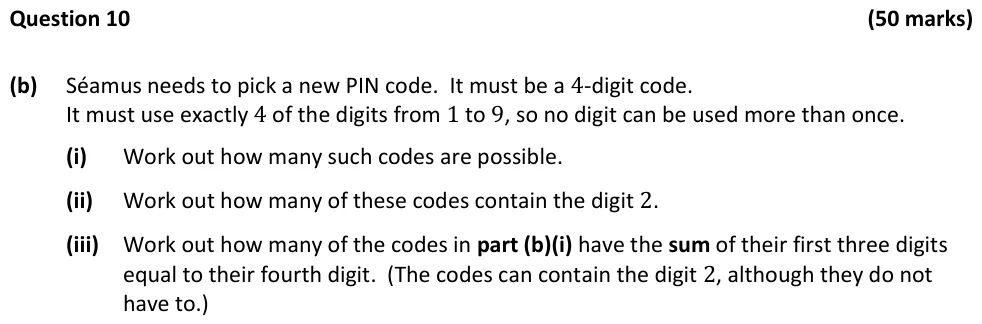 Question 10 (50 marks)
(b) Séamus needs to pick a new PIN code. It must be a 4-digit code.
It must use exactly 4 of the digits from 1 to 9, so no digit can be used more than once.
(i) Work out how many such codes are possible.
(ii) Work out how many of these codes contain the digit 2.
(iii) Work out how many of the codes in part (b)(i) have the sum of their first three digits
equal to their fourth digit. (The codes can contain the digit 2, although they do not
have to.)